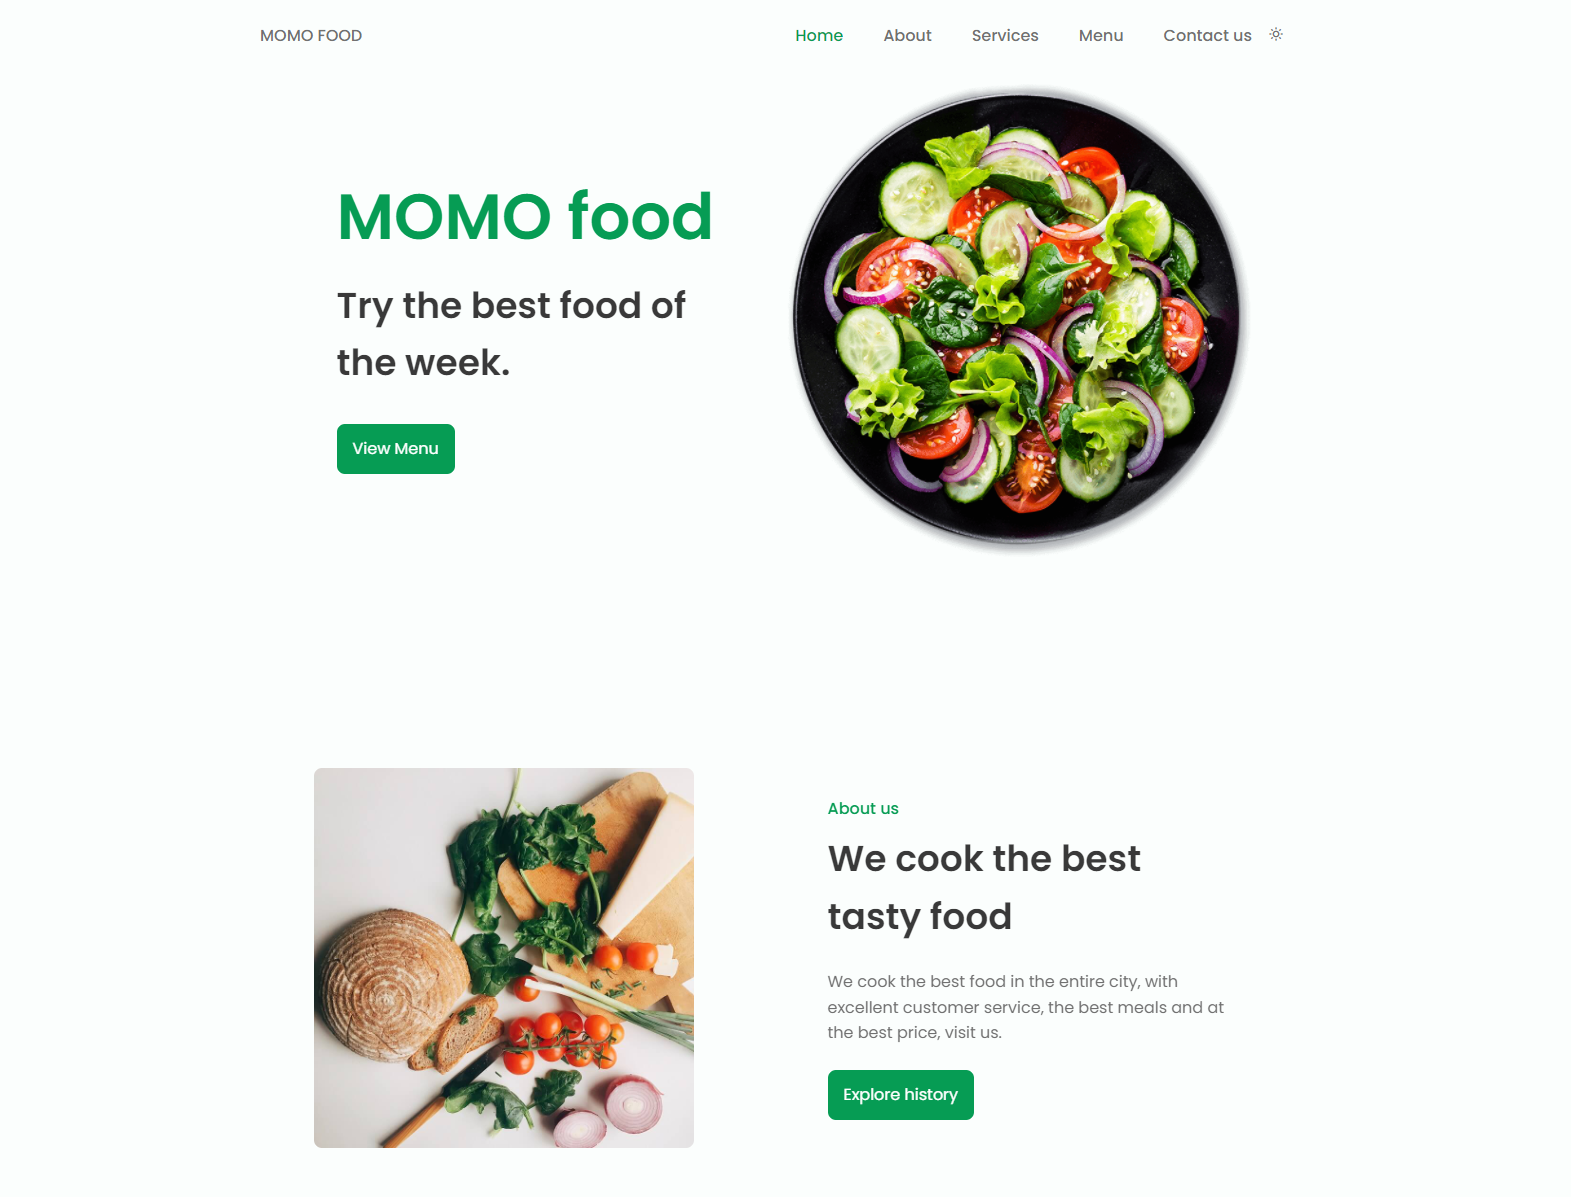 MOMO FOOD
Home
About
Services
Menu
Contact us
MOMO food
Try the best food of
the week.
View Menu
About us
We cook the best
tasty food
We cook the best food in the entire city, with
excellent customer service, the best meals and at
the best price, visit us.
Explore history